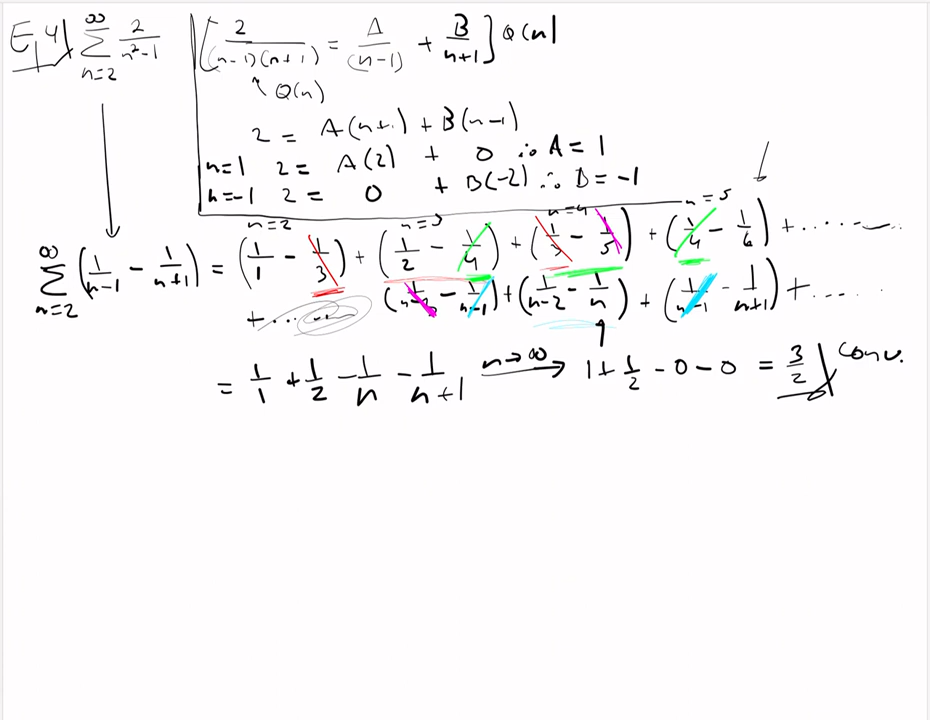 E, 4) ∞∑n=2 2/(n²-1) [2/((n-1)(n+1)) = A/(n-1) + B/(n+1)] Q(n)
↖ Q(n)
2 = A(n+1) + B(n-1)
n=1 2 = A(2) + 0 ∴ A = 1
n=-1 2 = 0 + B(-2) ∴ B = -1
n=2 n=3 n=4 n=5
∞∑n=2 (1/(n-1) - 1/(n+1)) = (1/1 - 1/3) + (1/2 - 1/4) + (1/3 - 1/5) + (1/4 - 1/6) + ........
+ ...... (1/(n-3) - 1/(n-1)) + (1/(n-2) - 1/n) + (1/(n-1) - 1/(n+1)) + .....
= 1/1 + 1/2 - 1/n - 1/(n+1) n→∞ → 1 + 1/2 - 0 - 0 = 3/2 conv.